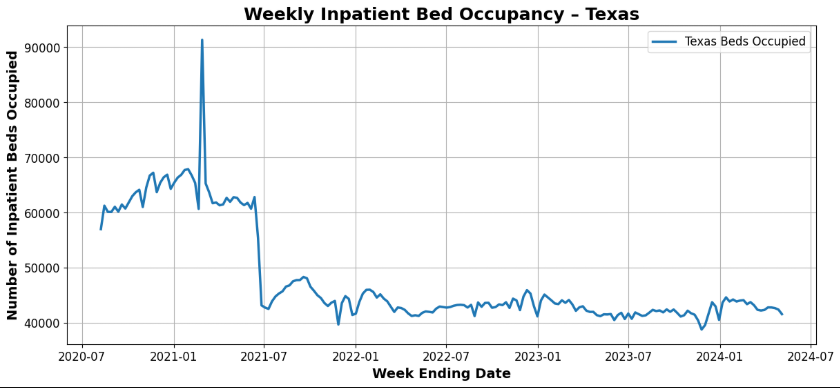 Weekly Inpatient Bed Occupancy – Texas
Texas Beds Occupied
Number of Inpatient Beds Occupied
90000
80000
70000
60000
50000
40000
2020-07 2021-01 2021-07 2022-01 2022-07 2023-01 2023-07 2024-01 2024-07
Week Ending Date